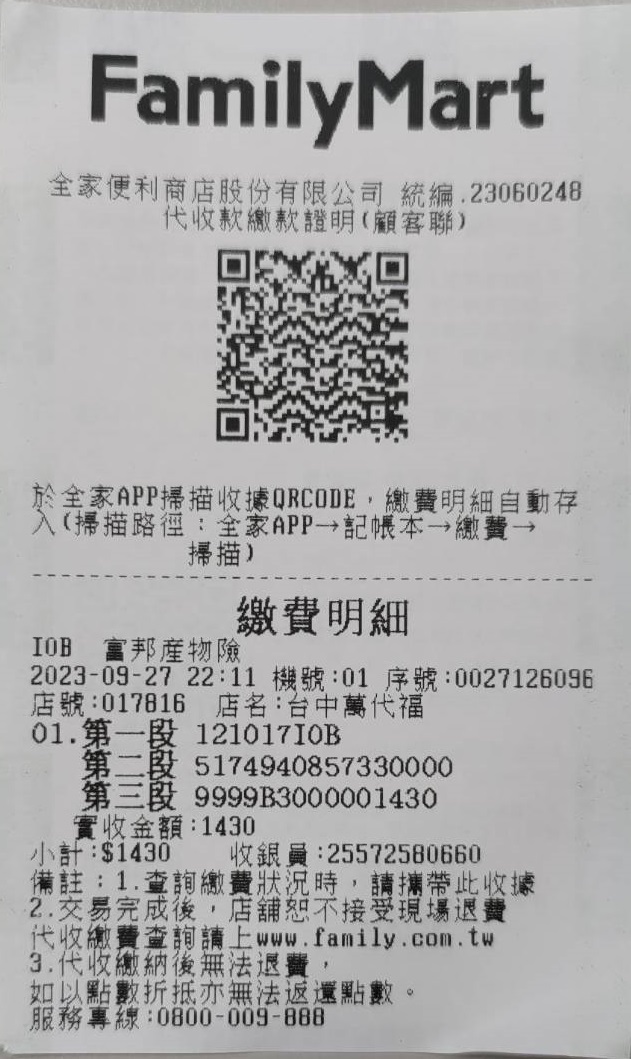 FamilyMart
全家便利商店股份有限公司 統編.23060248
代收款繳款證明(顧客聯)
於全家APP掃描收據QRCODE，繳費明細自動存
入(掃描路徑：全家APP→記帳本→繳費→
掃描)
繳費明細
IOB 富邦產物險
2023-09-27 22:11 機號:01 序號:0027126096
店號:017816 店名:台中萬代福
01.第一段 121017IOB
第二段 5174940857330000
第三段 9999B3000001430
實收金額:1430
小計:$1430 收銀員:25572580660
備註：1.查詢繳費狀況時，請攜帶此收據
2.交易完成後，店舖恕不接受現場退費
代收繳費查詢請上www.family.com.tw
3.代收繳納後無法退費，
如以點數折抵亦無法返還點數。
服務專線:0800-009-888